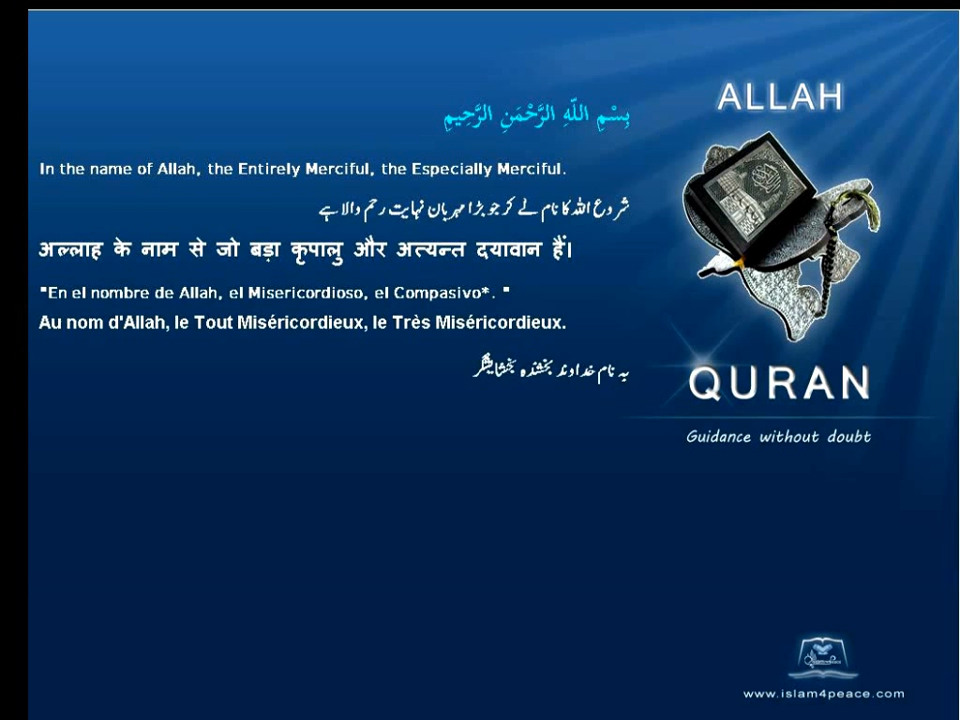 بِسْمِ اللّهِ الرَّحْمَنِ الرَّحِيمِ
In the name of Allah, the Entirely Merciful, the Especially Merciful.
شروع اللہ کا نام لے کر جو بڑا مہربان نہایت رحم والا ہے
अल्लाह के नाम से जो बड़ा कृपालु और अत्यन्त दयावान हैं।
"En el nombre de Allah, el Misericordioso, el Compasivo*. "
Au nom d'Allah, le Tout Miséricordieux, le Très Miséricordieux.
به نام خداوند بخشنده بخشایشگر
ALLAH
QURAN
Guidance without doubt
www.islam4peace.com